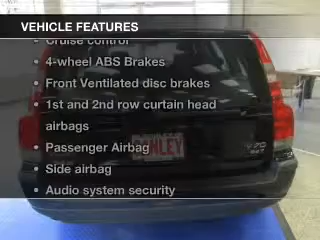 VEHICLE FEATURES
• Cruise control
• 4-wheel ABS Brakes
• Front Ventilated disc brakes
• 1st and 2nd row curtain head
airbags
• Passenger Airbag
• Side airbag
• Audio system security
V70